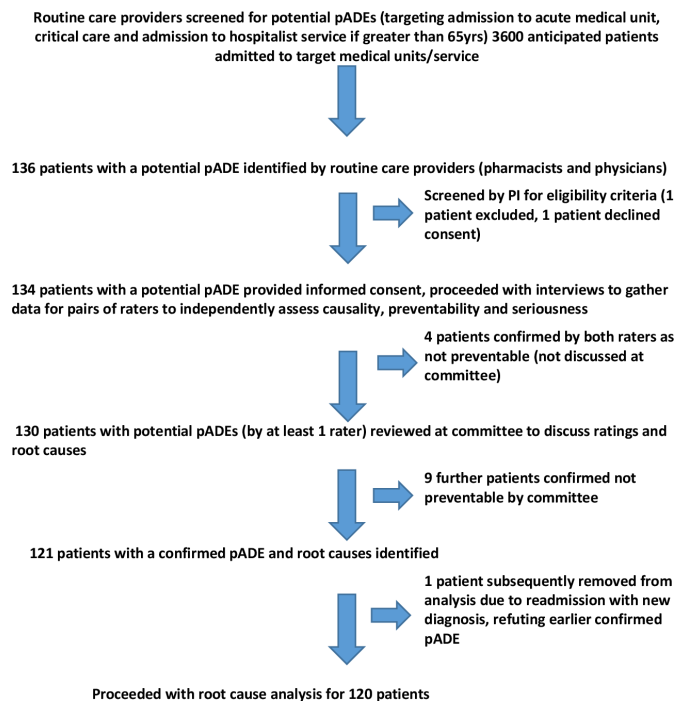 Routine care providers screened for potential pADEs (targeting admission to acute medical unit,
critical care and admission to hospitalist service if greater than 65yrs) 3600 anticipated patients
admitted to target medical units/service
136 patients with a potential pADE identified by routine care providers (pharmacists and physicians)
Screened by PI for eligibility criteria (1
patient excluded, 1 patient declined
consent)
134 patients with a potential pADE provided informed consent, proceeded with interviews to gather
data for pairs of raters to independently assess causality, preventability and seriousness
4 patients confirmed by both raters as
not preventable (not discussed at
committee)
130 patients with potential pADEs (by at least 1 rater) reviewed at committee to discuss ratings and
root causes
9 further patients confirmed not
preventable by committee
121 patients with a confirmed pADE and root causes identified
1 patient subsequently removed from
analysis due to readmission with new
diagnosis, refuting earlier confirmed
pADE
Proceeded with root cause analysis for 120 patients